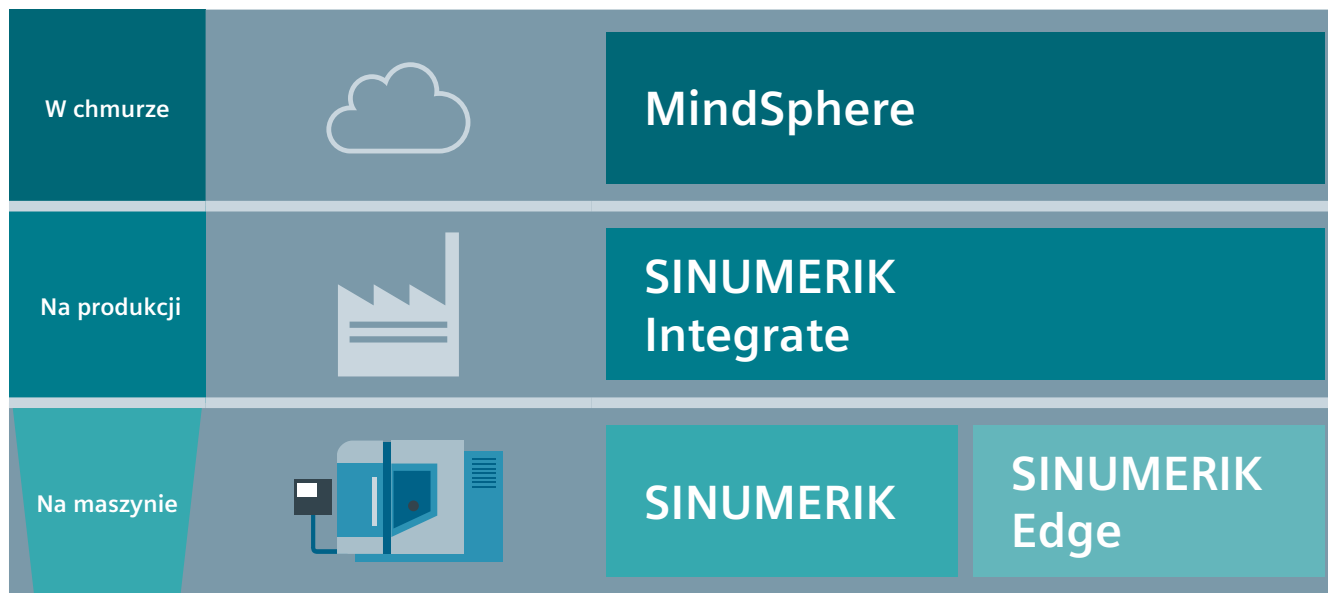 W chmurze
MindSphere
Na produkcji
SINUMERIK
Integrate
Na maszynie
SINUMERIK
SINUMERIK
Edge